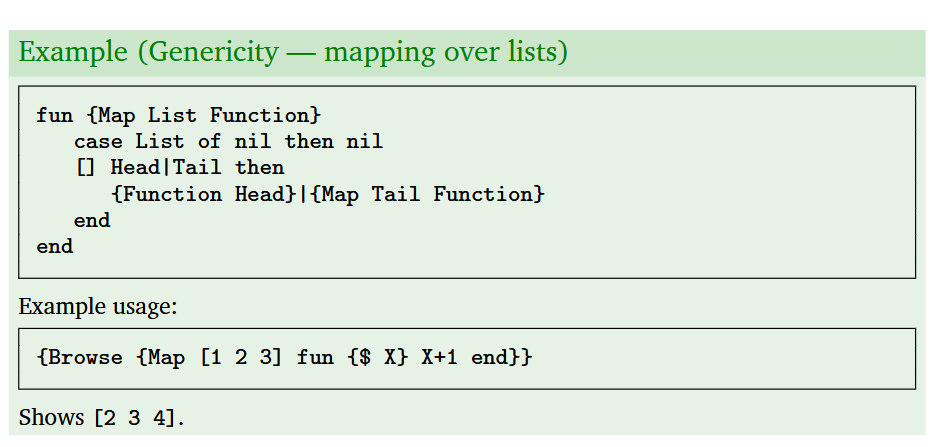 Example (Genericity — mapping over lists)
fun {Map List Function}
   case List of nil then nil
   [] Head|Tail then
      {Function Head}|{Map Tail Function}
   end
end
Example usage:
{Browse {Map [1 2 3] fun {$ X} X+1 end}}
Shows [2 3 4].